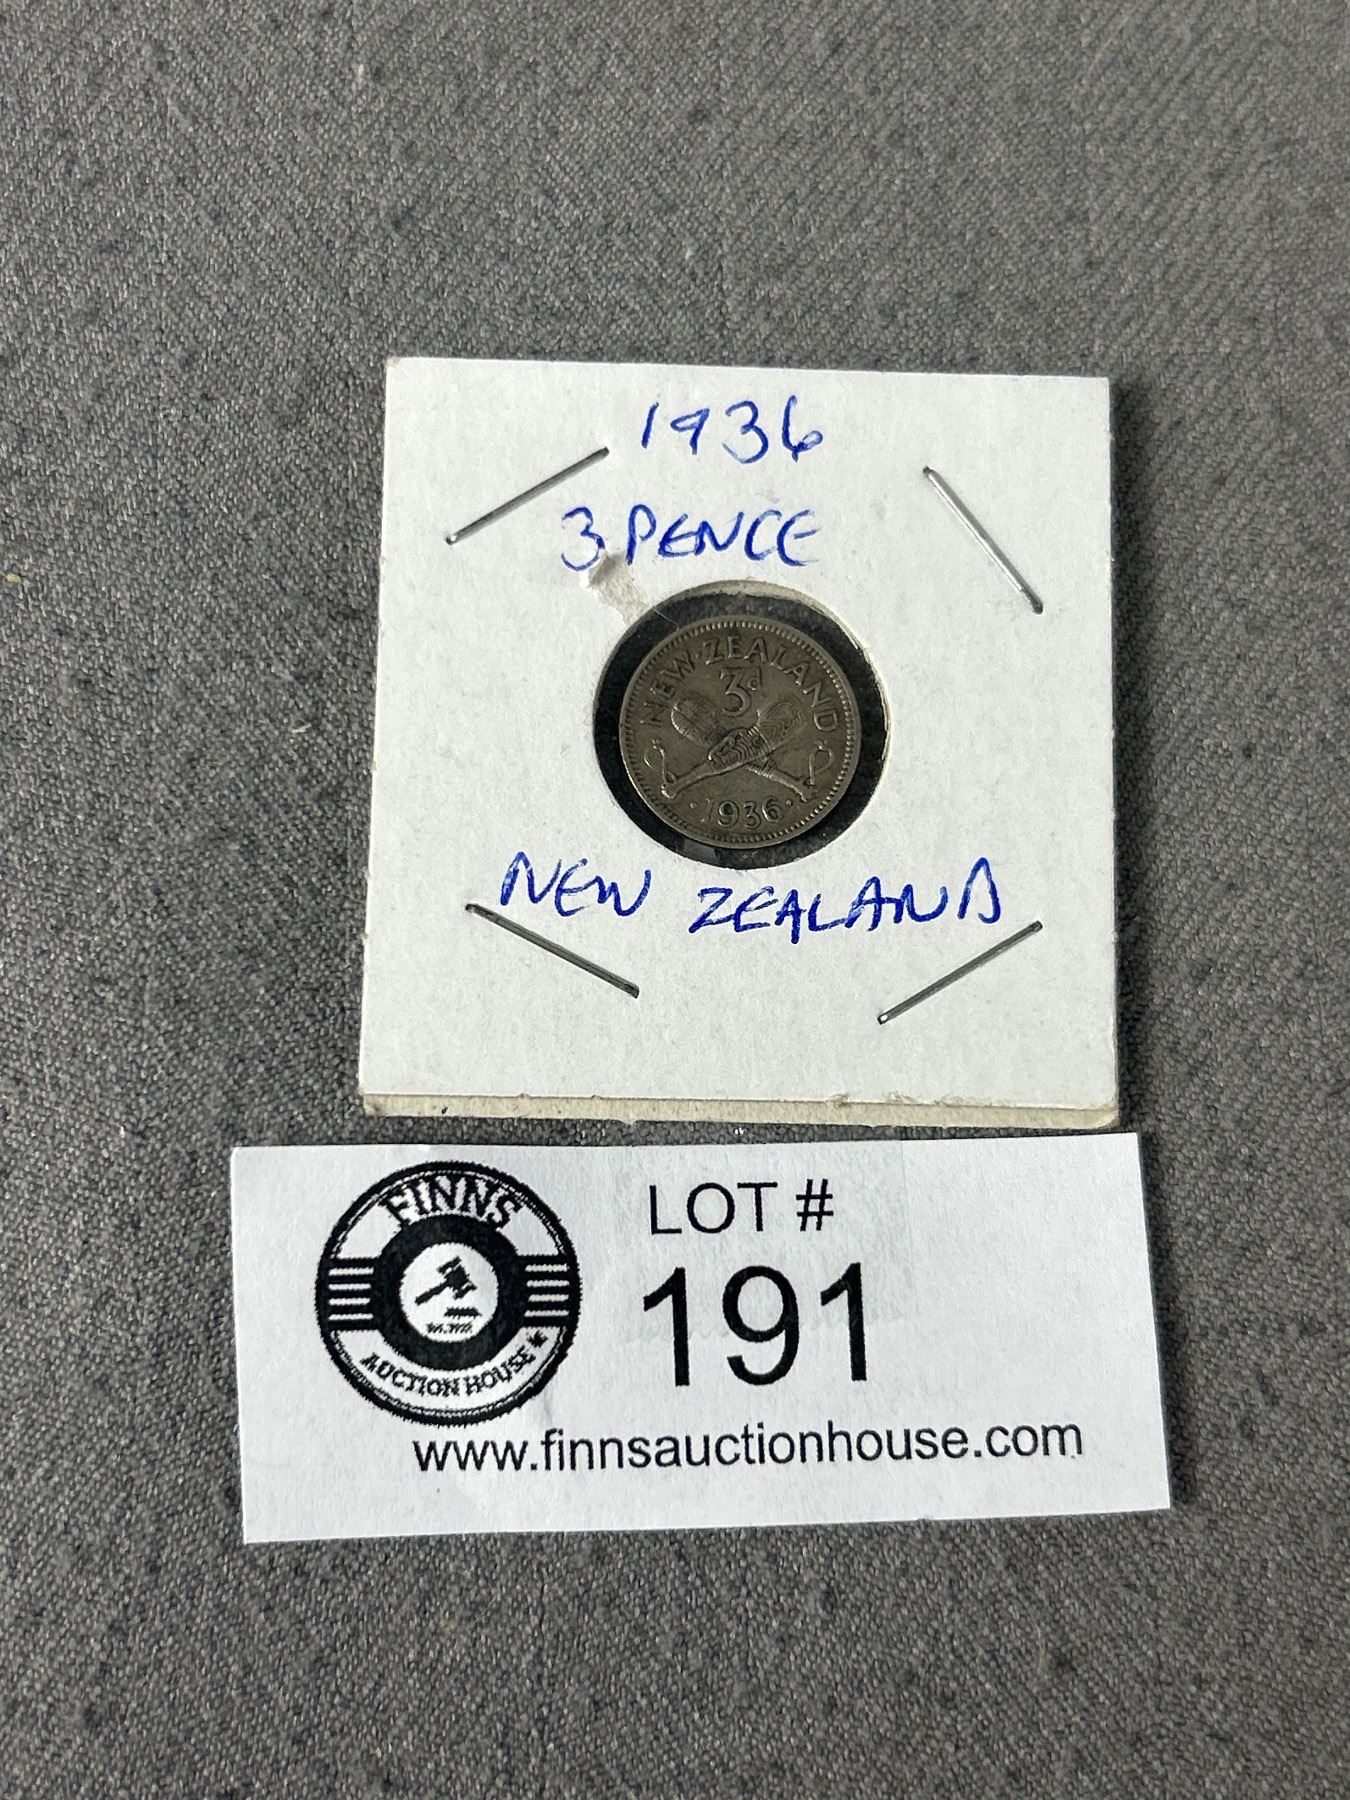 1936
3 PENCE
NEW·ZEALAND
3d
·1936·
NEW ZEALAND
FINNS
AUCTION HOUSE
LOT #
191
www.finnsauctionhouse.com